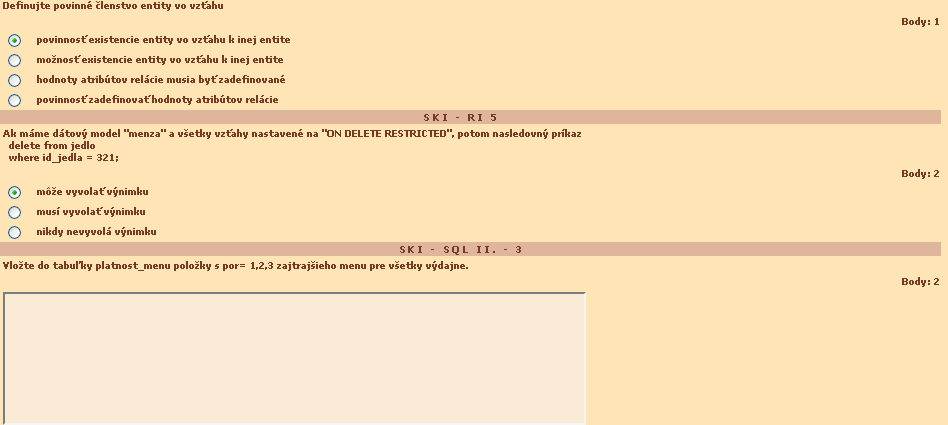 Definujte povinné členstvo entity vo vzťahu
Body: 1
povinnosť existencie entity vo vzťahu k inej entite
možnosť existencie entity vo vzťahu k inej entite
hodnoty atribútov relácie musia byť zadefinované
povinnosť zadefinovať hodnoty atribútov relácie
SKI - RI 5
Ak máme dátový model "menza" a všetky vzťahy nastavené na "ON DELETE RESTRICTED", potom nasledovný príkaz
delete from jedlo
where id_jedla = 321;
Body: 2
môže vyvolať výnimku
musí vyvolať výnimku
nikdy nevyvolá výnimku
SKI - SQL II. - 3
Vložte do tabuľky platnost_menu položky s por= 1,2,3 zajtrajšieho menu pre všetky výdajne.
Body: 2